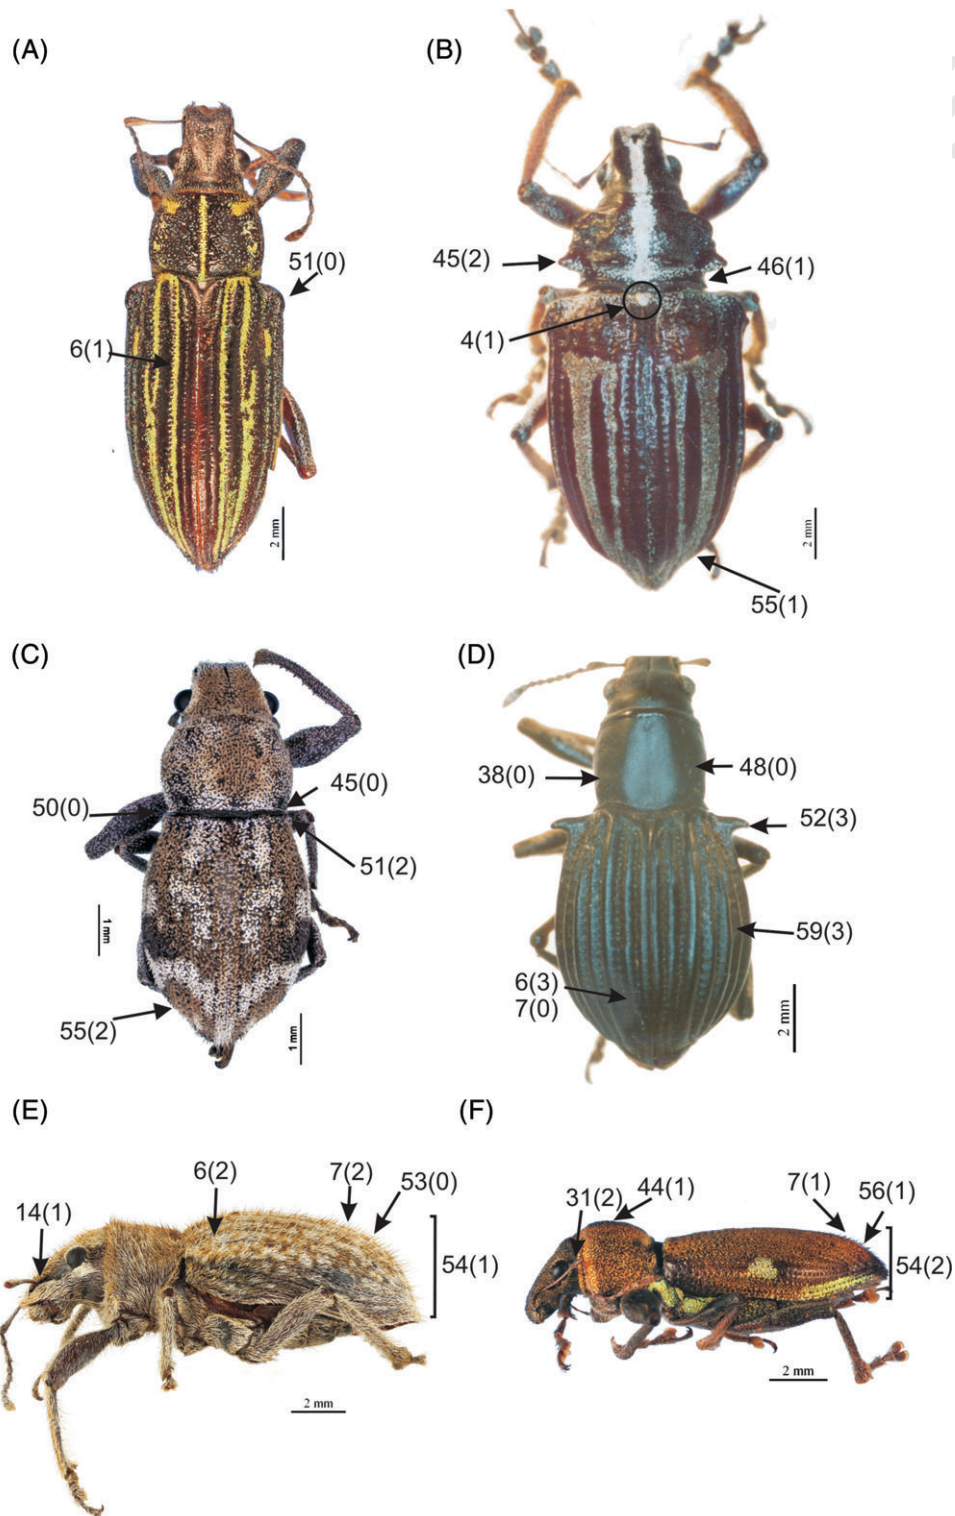 (A)
(B)
51(0)
6(1)
2 mm
45(2)
46(1)
4(1)
2 mm
55(1)
(C)
(D)
50(0)
45(0)
51(2)
1 mm
55(2)
1 mm
38(0)
48(0)
52(3)
59(3)
6(3)
7(0)
2 mm
(E)
(F)
14(1)
6(2)
7(2)
53(0)
54(1)
2 mm
31(2)
44(1)
7(1)
56(1)
54(2)
2 mm